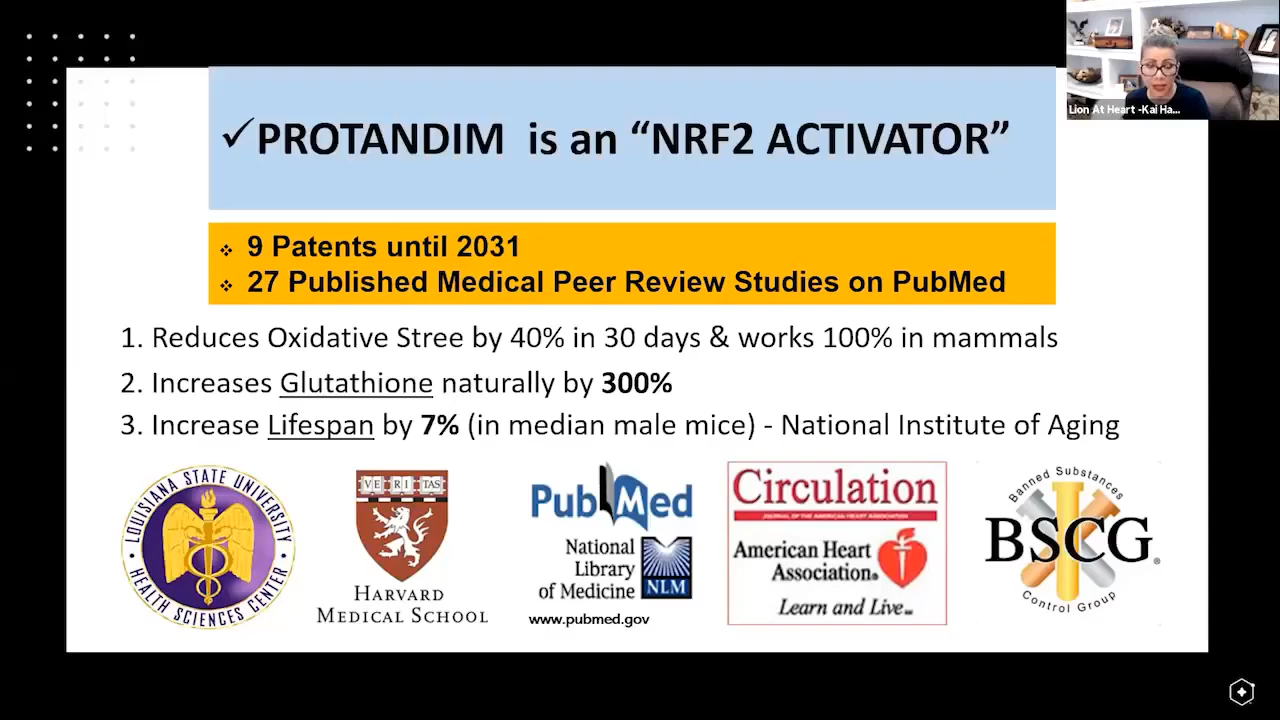 Lion At Heart -Kai Ha...
✓PROTANDIM is an “NRF2 ACTIVATOR”
❖ 9 Patents until 2031
❖ 27 Published Medical Peer Review Studies on PubMed
1. Reduces Oxidative Stree by 40% in 30 days & works 100% in mammals
2. Increases Glutathione naturally by 300%
3. Increase Lifespan by 7% (in median male mice) - National Institute of Aging
LOUISIANA STATE UNIVERSITY
HEALTH SCIENCES CENTER
VE RI TAS
HARVARD
MEDICAL SCHOOL
PubMed
National
Library
of Medicine
NLM
www.pubmed.gov
Circulation
JOURNAL OF THE AMERICAN HEART ASSOCIATION
American Heart
Association®
Learn and Live℠
Banned Substances
BSCG®
Control Group